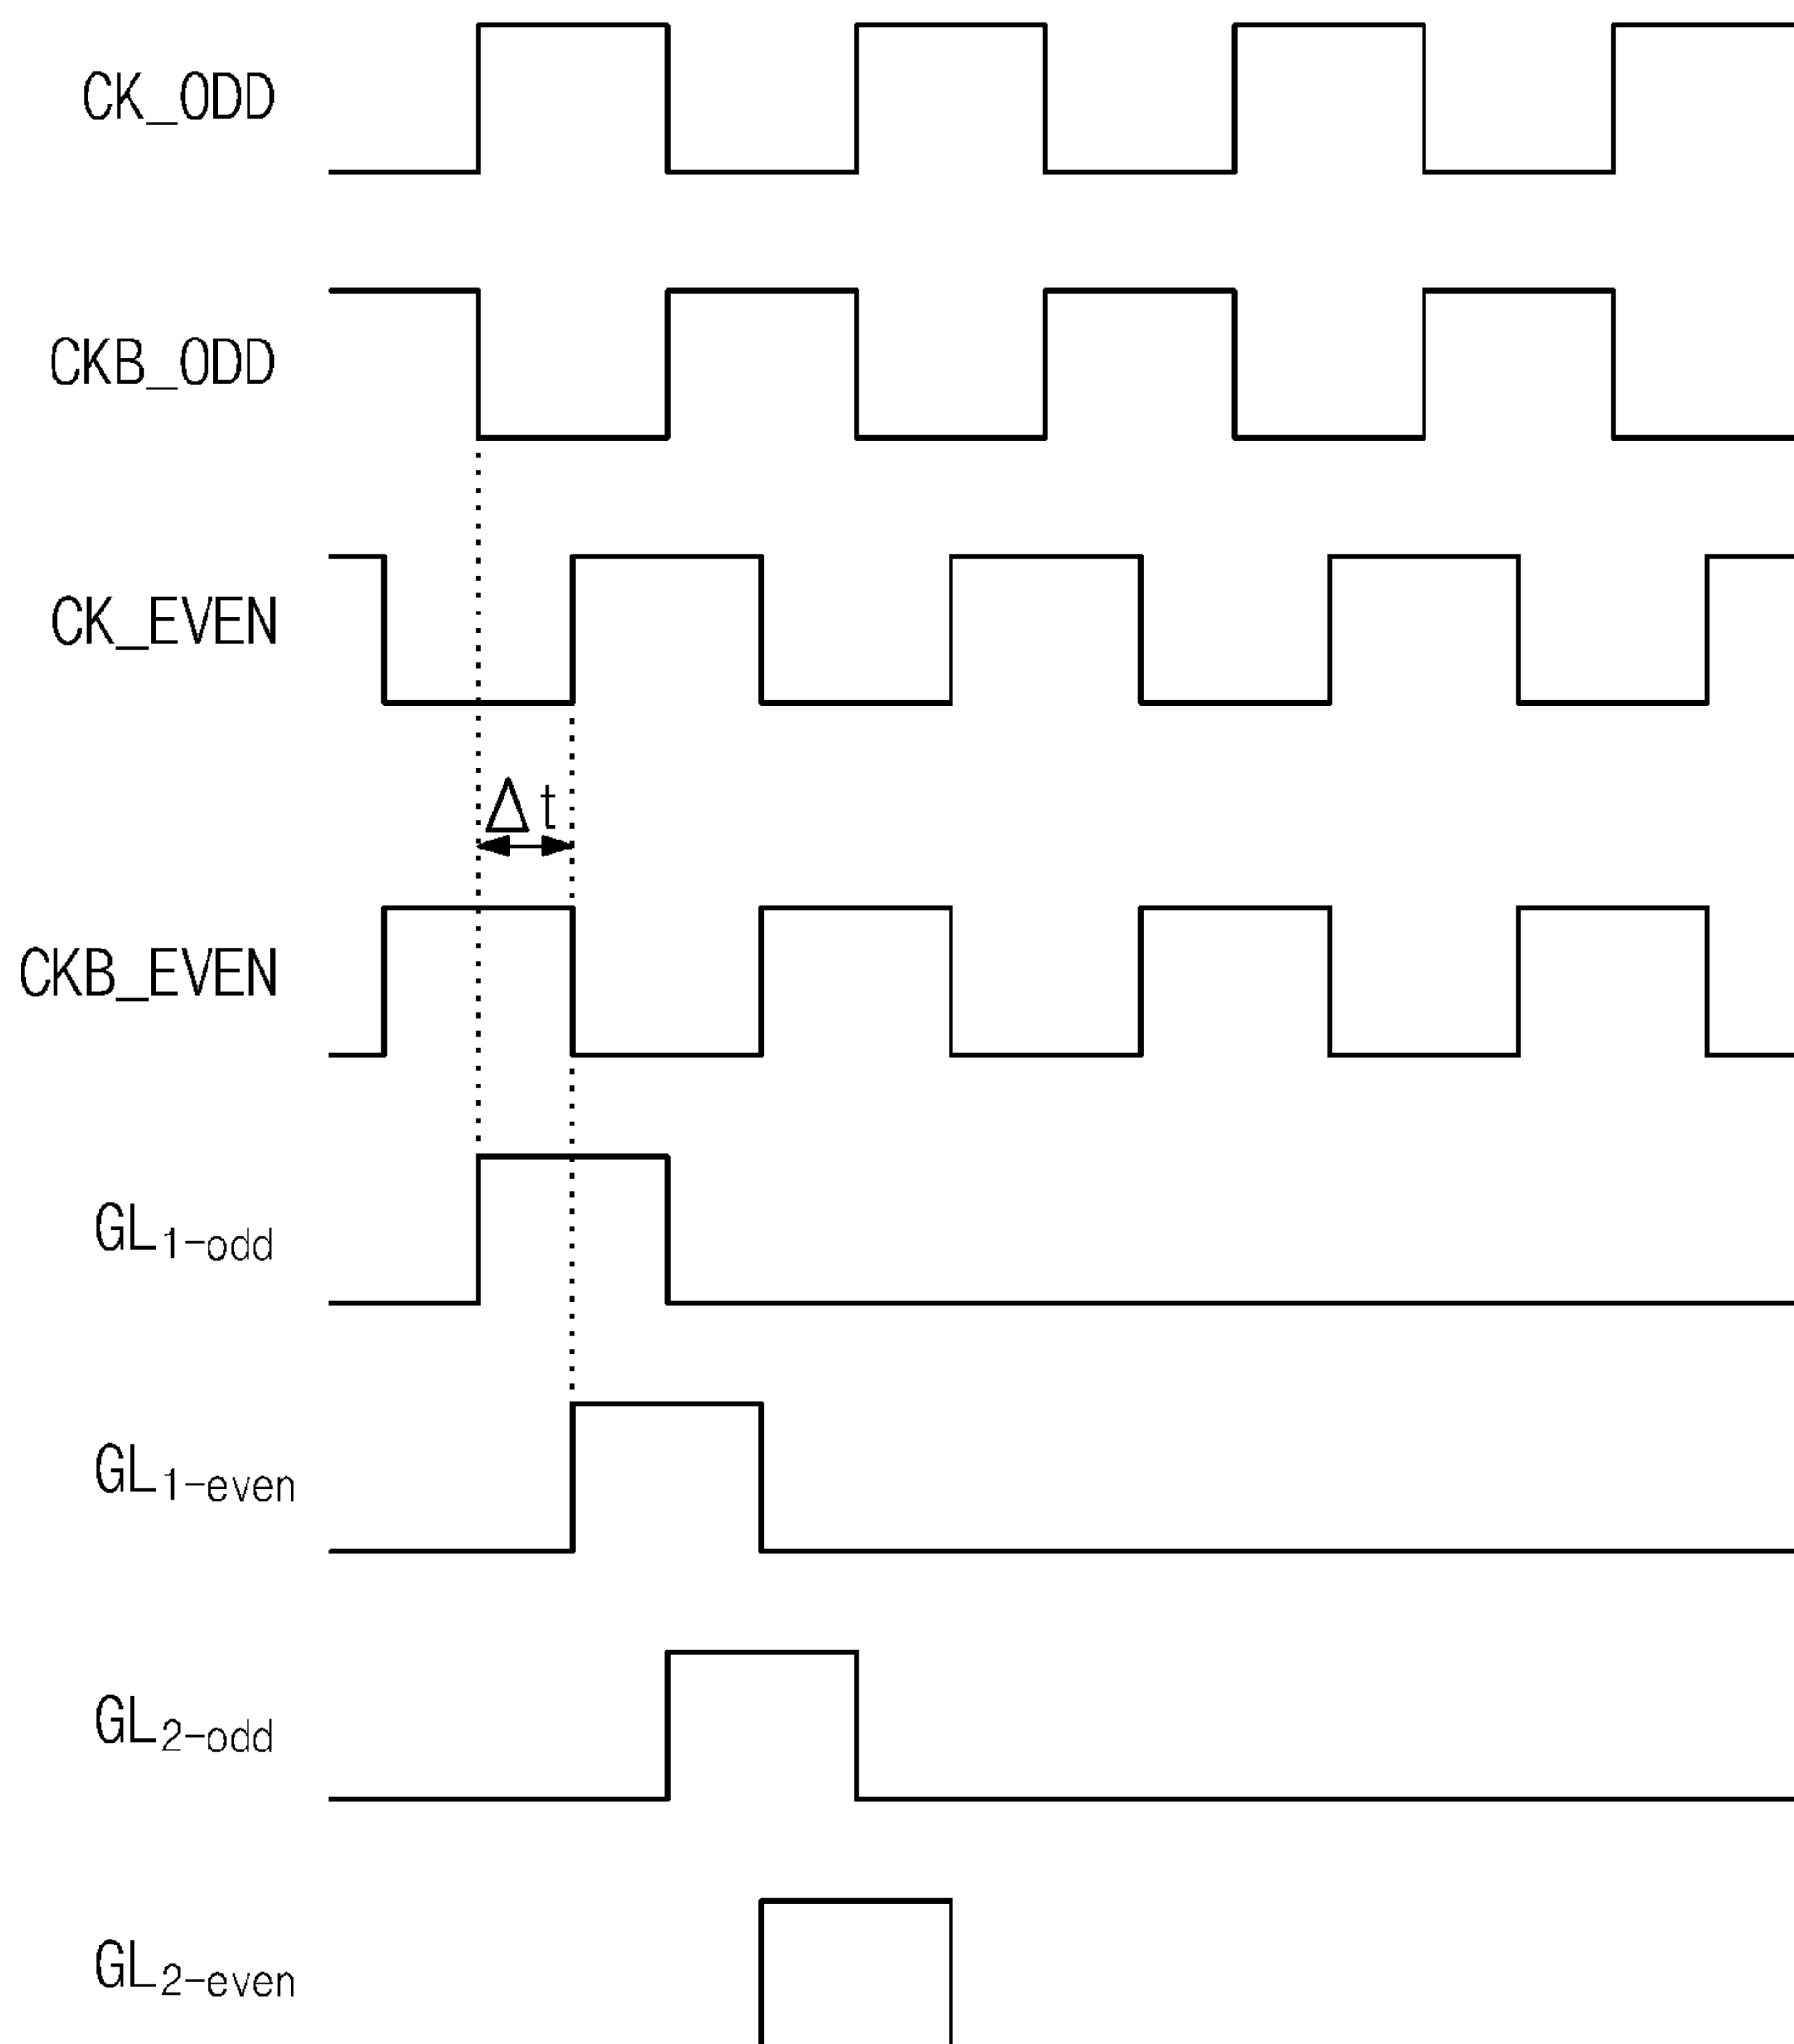 CK_ODD
CKB_ODD
CK_EVEN
Δt
CKB_EVEN
GL1-odd
GL1-even
GL2-odd
GL2-even